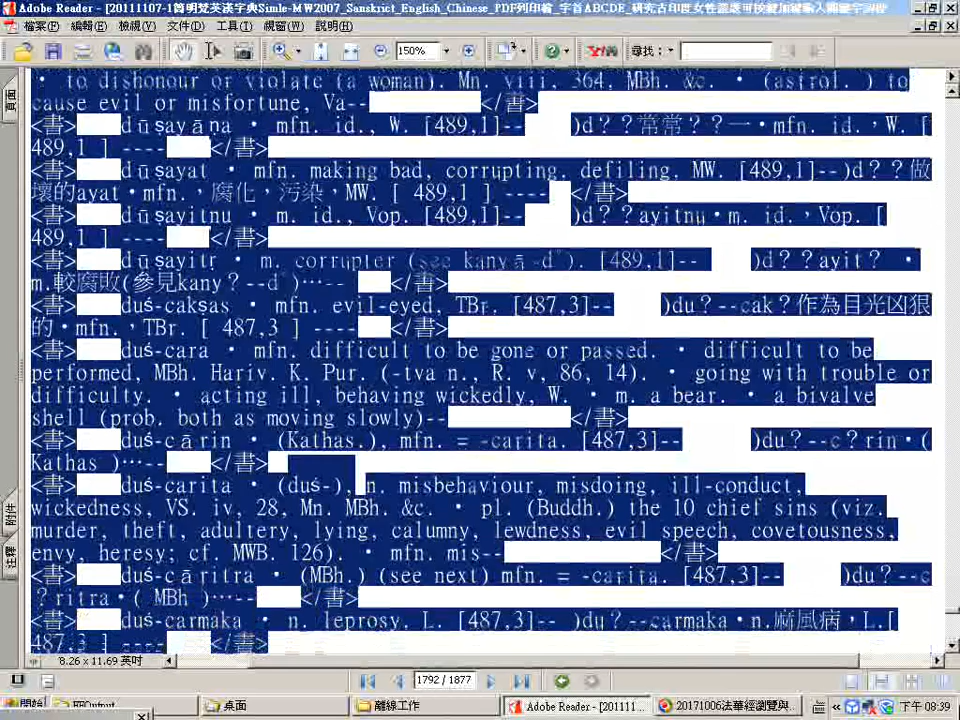 Adobe Reader - [20111107-1簡明梵英漢字典Simle-MW2007_Sanskrict_English_Chinese_PDF列印檔_字首ABCDE_研究古印度女性
檔案(F) 編輯(E) 檢視(V) 文件(D) 工具(T) 視窗(W) 說明(H)
150% 尋找:
頁面
• to dishonour or violate (a woman). Mn. viii, 364, MBh. &c. • (astrol. ) to
cause evil or misfortune, Va-- </書>
<書> dūṣayāṇa • mfn. id., W. [489,1]-- )d??常常??一•mfn. id.,W. [
489,1 ] ---- </書>
<書> dūṣayat • mfn. making bad, corrupting. defiling. MW. [489,1]--)d??做
壞的ayat•mfn.,腐化,污染,MW. [ 489,1 ] ---- </書>
<書> dūṣayitnu • m. id., Vop. [489,1]-- )d??ayitnu•m. id.,Vop. [
489,1 ] ---- </書>
<書> dūṣayitṛ • m. corrupter (see kanyā-d°). [489,1]-- )d??ayit? •
m.較腐敗(參見kany?--d°)…-- </書>
<書> duś-cakṣas • mfn. evil-eyed, TBr. [487,3]-- )du?--cak?作為目光凶狠
的•mfn.,TBr. [ 487,3 ] ---- </書>
<書> duś-cara • mfn. difficult to be gone or passed. • difficult to be
performed, MBh. Hariv. K. Pur. (-tva n., R. v, 86, 14). • going with trouble or
difficulty. • acting ill, behaving wickedly, W. • m. a bear. • a bivalve
shell (prob. both as moving slowly)-- </書>
<書> duś-cārin • (Kathas.), mfn. = -carita. [487,3]-- )du?--c?rin•(
Kathas )…-- </書>
<書> duś-carita • (duś-), n. misbehaviour, misdoing, ill-conduct,
wickedness, VS. iv, 28, Mn. MBh. &c. • pl. (Buddh.) the 10 chief sins (viz.
murder, theft, adultery, lying, calumny, lewdness, evil speech, covetousness,
envy, heresy; cf. MWB. 126). • mfn. mis-- </書>
<書> duś-cāritra • (MBh.) (see next) mfn. = -carita. [487,3]-- )du?--c
?ritra•( MBh )…-- </書>
<書> duś-carmaka • n. leprosy, L. [487,3]-- )du?--carmaka•n.麻風病,L.[
487,3 ] ---- </書>
附件
注釋
8.26 x 11.69 英吋
1792 / 1877
開始 FFOutput 桌面 離線工作 Adobe Reader - [201111... 20171006法華經瀏覽與... 下午 08:39